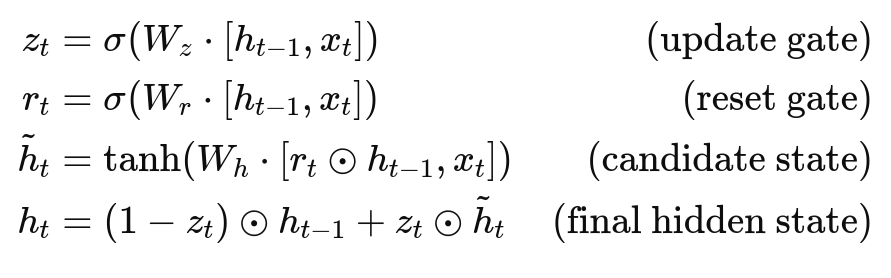 z_t = σ(W_z · [h_{t−1}, x_t]) (update gate)
r_t = σ(W_r · [h_{t−1}, x_t]) (reset gate)
h̃_t = tanh(W_h · [r_t ⊙ h_{t−1}, x_t]) (candidate state)
h_t = (1 − z_t) ⊙ h_{t−1} + z_t ⊙ h̃_t (final hidden state)